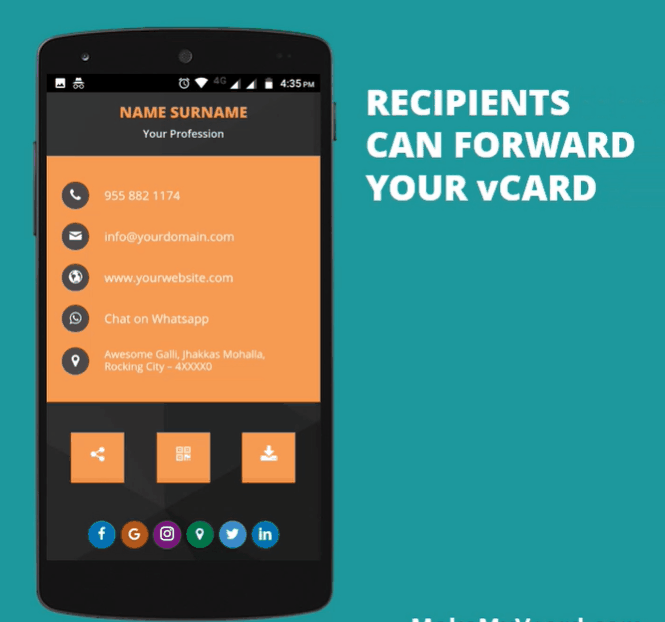 4G 4:35 PM
NAME SURNAME
Your Profession
955 882 1174
info@yourdomain.com
www.yourwebsite.com
Chat on Whatsapp
Awesome Galli, Jhakkas Mohalla,
Rocking City – 4XXXX0
f G in
RECIPIENTS
CAN FORWARD
YOUR vCARD